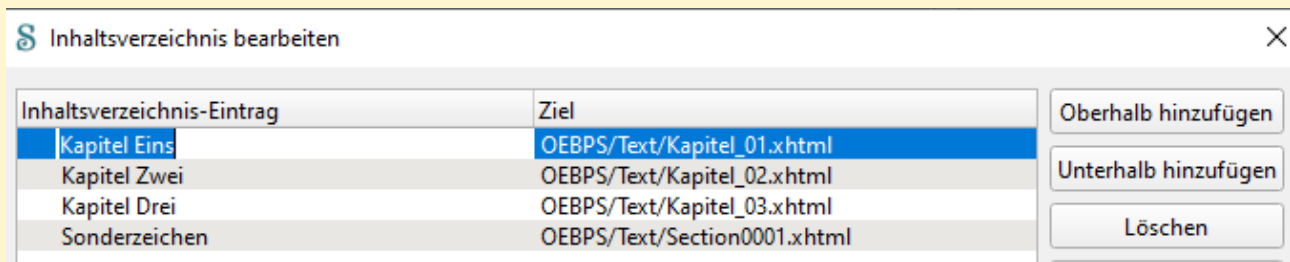 Inhaltsverzeichnis bearbeiten
Inhaltsverzeichnis-Eintrag Ziel
Kapitel Eins OEBPS/Text/Kapitel_01.xhtml
Kapitel Zwei OEBPS/Text/Kapitel_02.xhtml
Kapitel Drei OEBPS/Text/Kapitel_03.xhtml
Sonderzeichen OEBPS/Text/Section0001.xhtml
Oberhalb hinzufügen
Unterhalb hinzufügen
Löschen